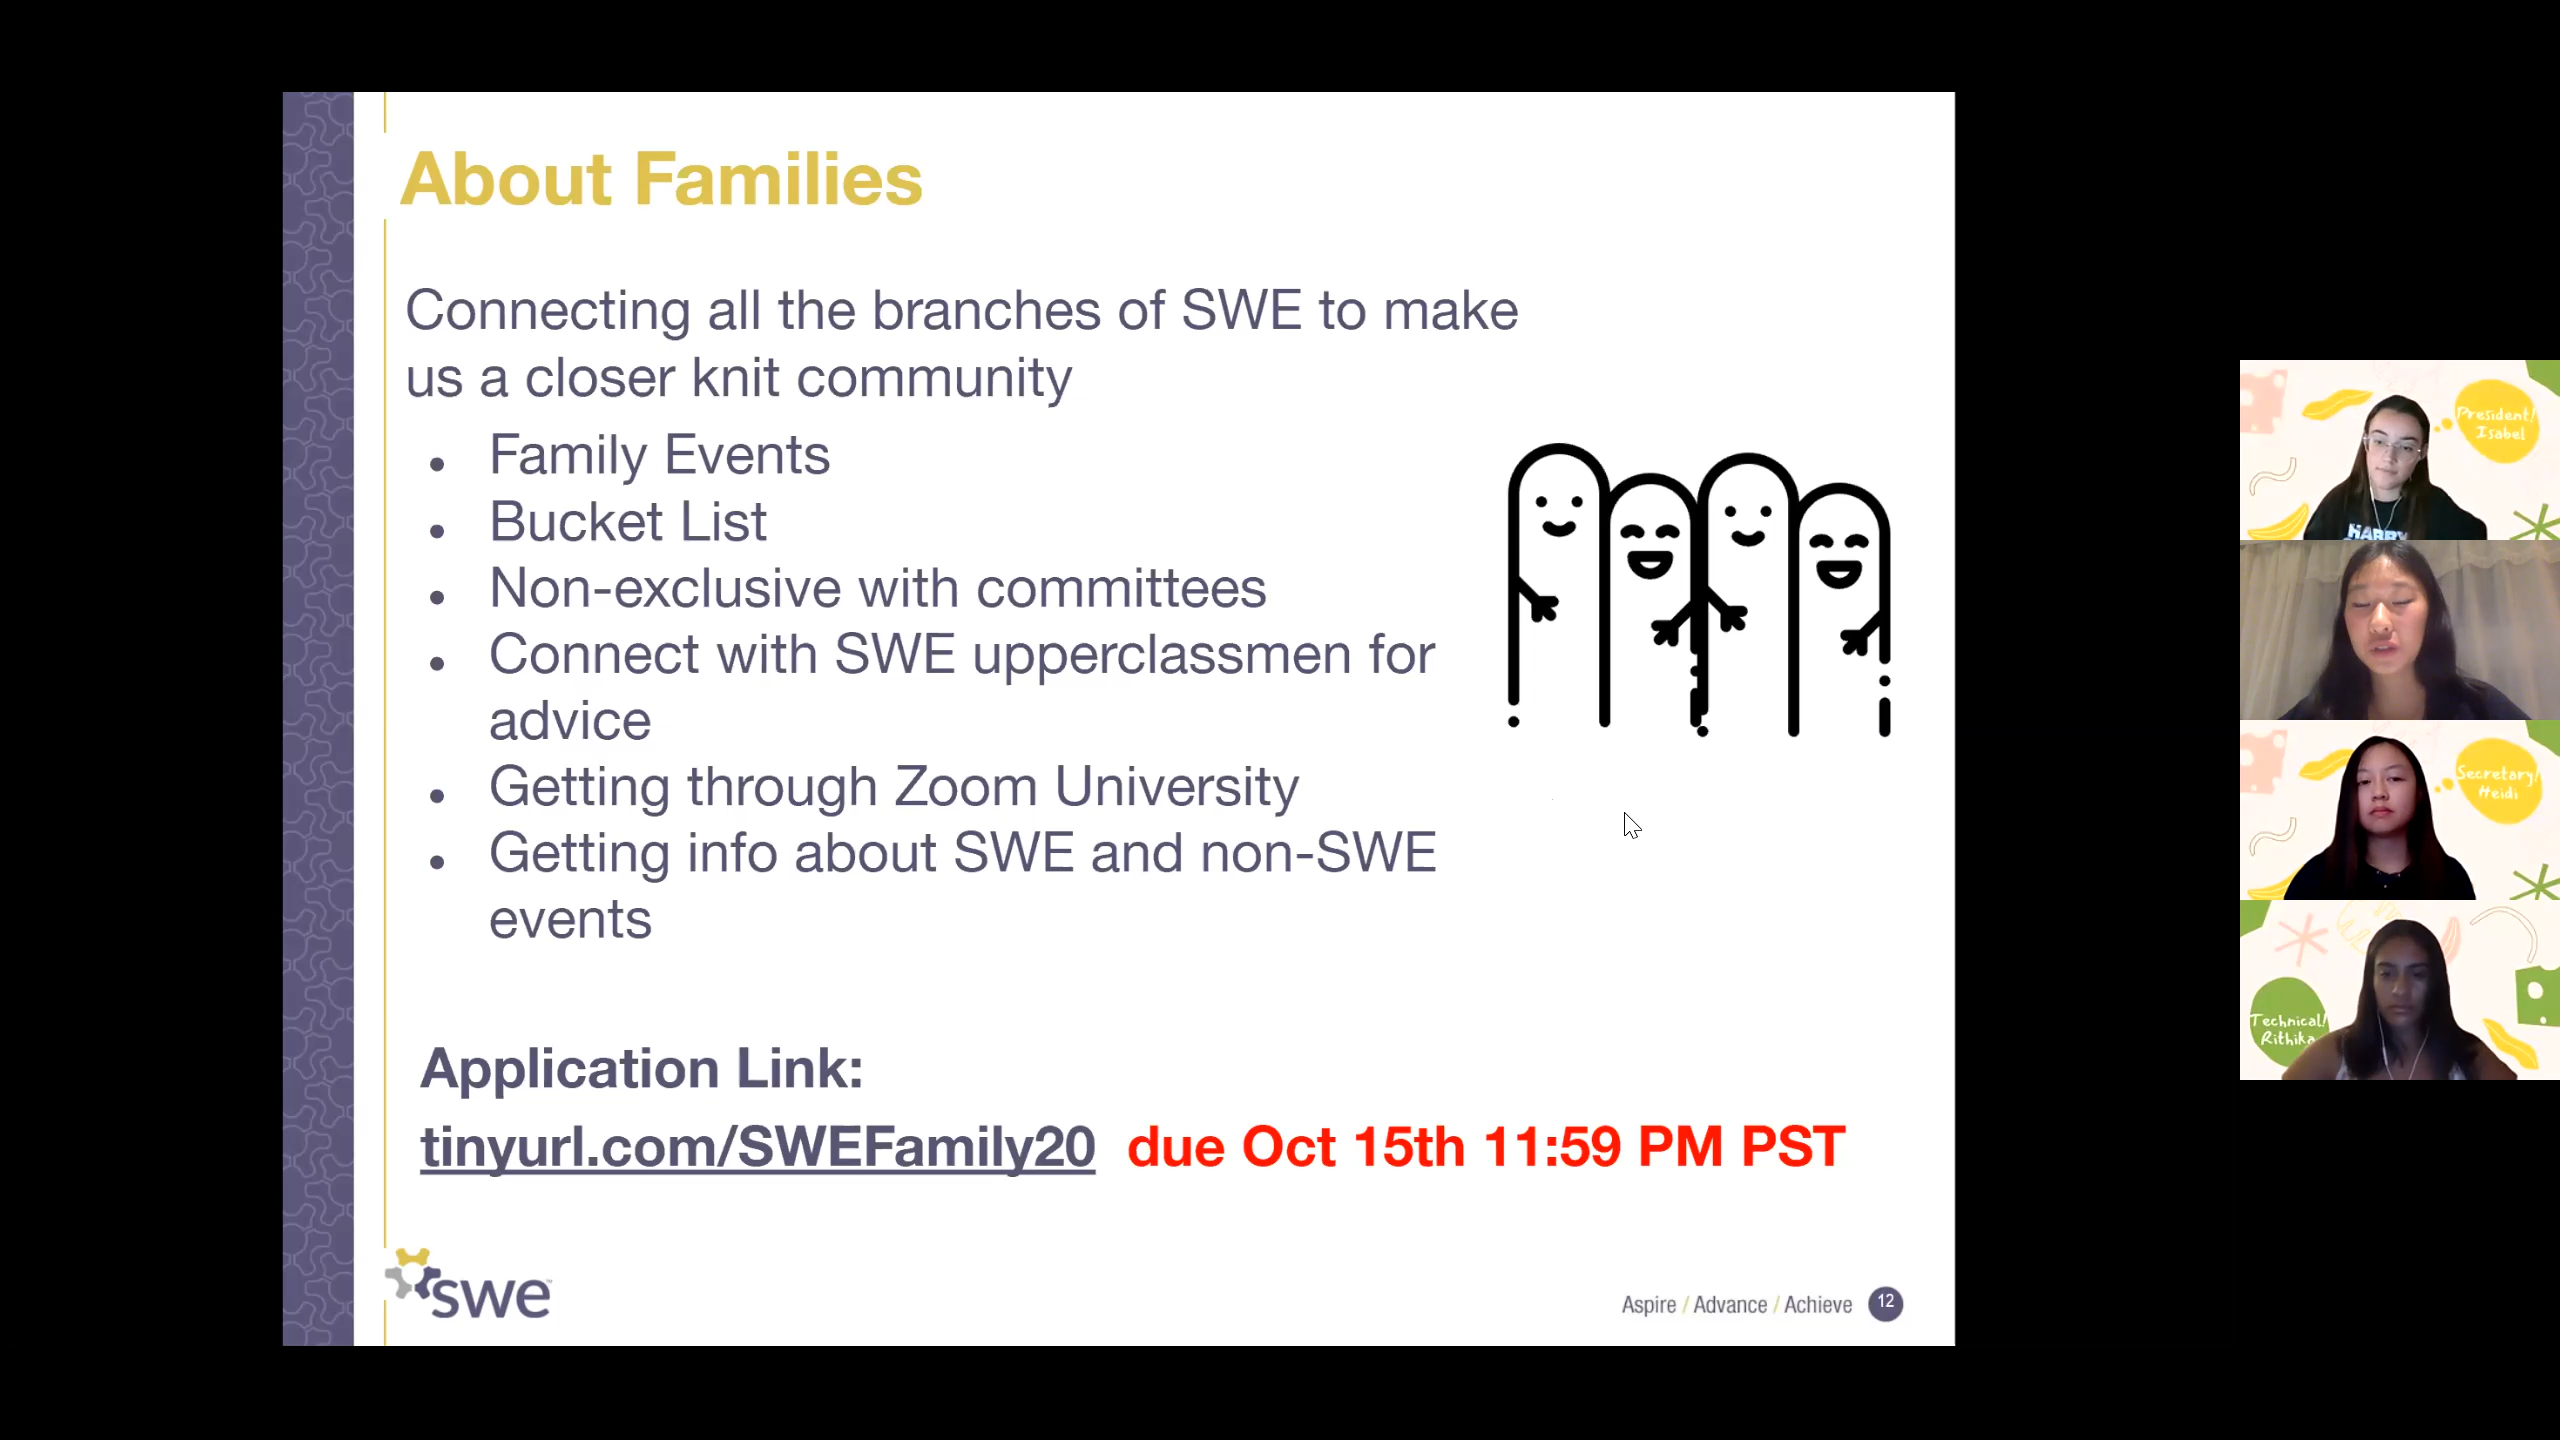 About Families
Connecting all the branches of SWE to make
us a closer knit community
• Family Events
• Bucket List
• Non-exclusive with committees
• Connect with SWE upperclassmen for
advice
• Getting through Zoom University
• Getting info about SWE and non-SWE
events
Application Link:
tinyurl.com/SWEFamily20 due Oct 15th 11:59 PM PST
swe
Aspire / Advance / Achieve 12
President!
Isabel
HARRY
Secretary!
Heidi
Technical!
Rithika